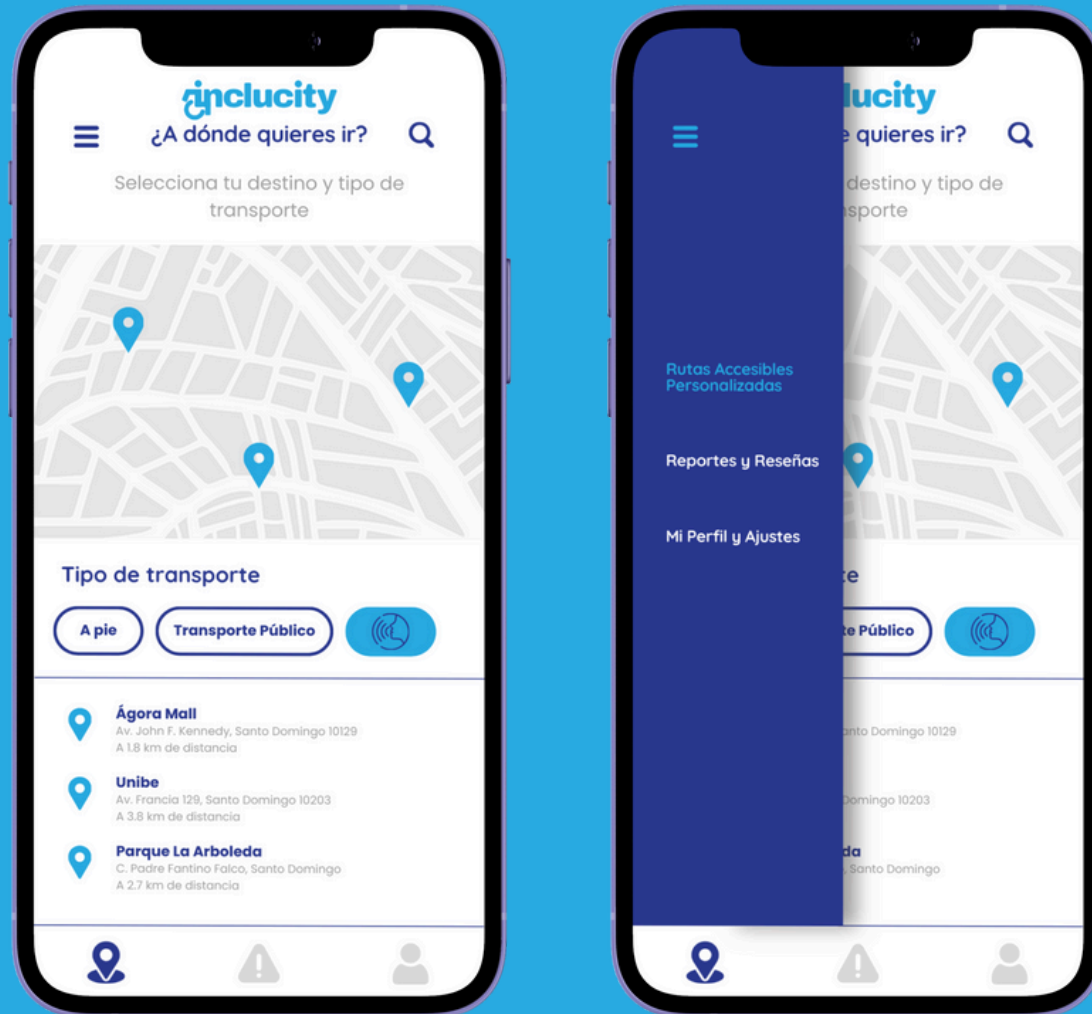 inclucity
¿A dónde quieres ir?
Selecciona tu destino y tipo de
transporte
Tipo de transporte
A pie
Transporte Público
Ágora Mall
Av. John F. Kennedy, Santo Domingo 10129
A 1.8 km de distancia
Unibe
Av. Francia 129, Santo Domingo 10203
A 3.8 km de distancia
Parque La Arboleda
C. Padre Fantino Falco, Santo Domingo
A 2.7 km de distancia
lucity
e quieres ir?
destino y tipo de
sporte
Rutas Accesibles
Personalizadas
Reportes y Reseñas
Mi Perfil y Ajustes
te
te Público
anto Domingo 10129
Domingo 10203
da
, Santo Domingo